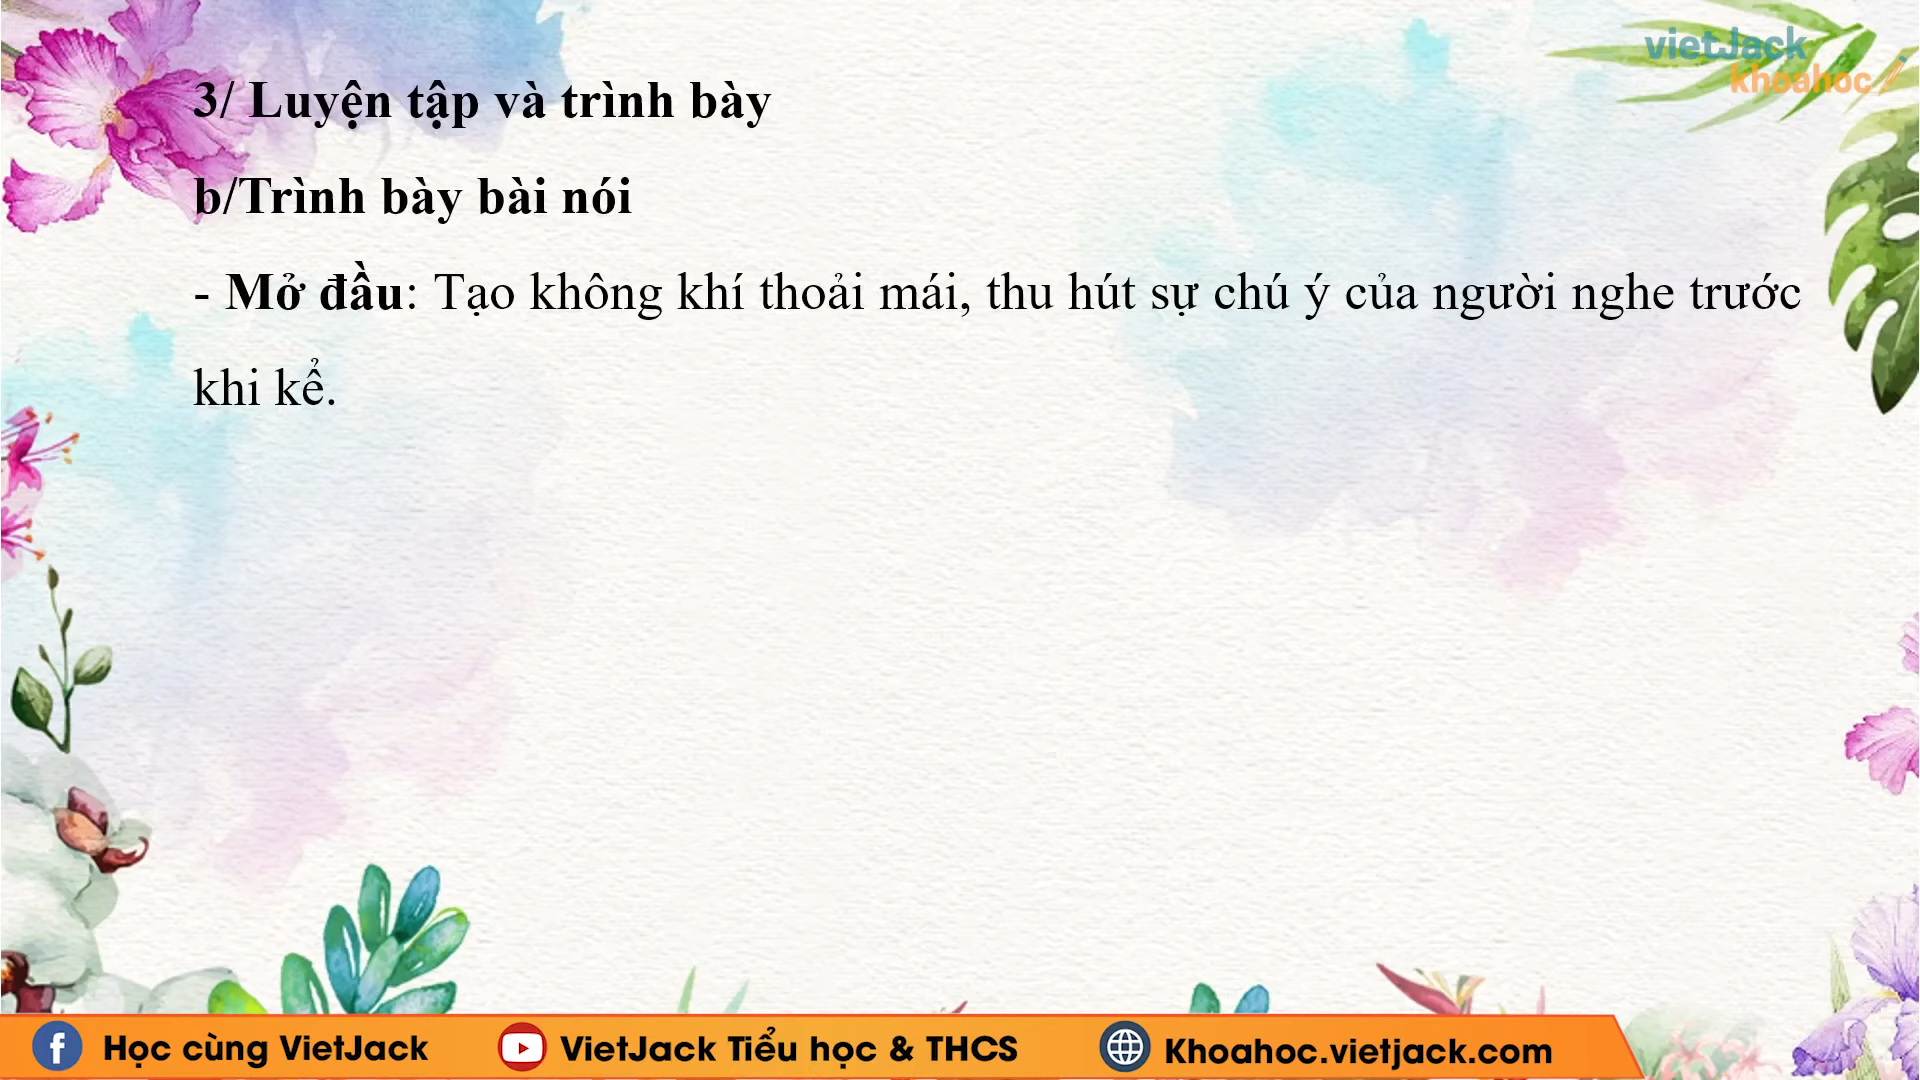 vietJack
khoahoc
3/ Luyện tập và trình bày
b/Trình bày bài nói
- Mở đầu: Tạo không khí thoải mái, thu hút sự chú ý của người nghe trước
khi kể.
Học cùng VietJack
VietJack Tiểu học & THCS
Khoahoc.vietjack.com